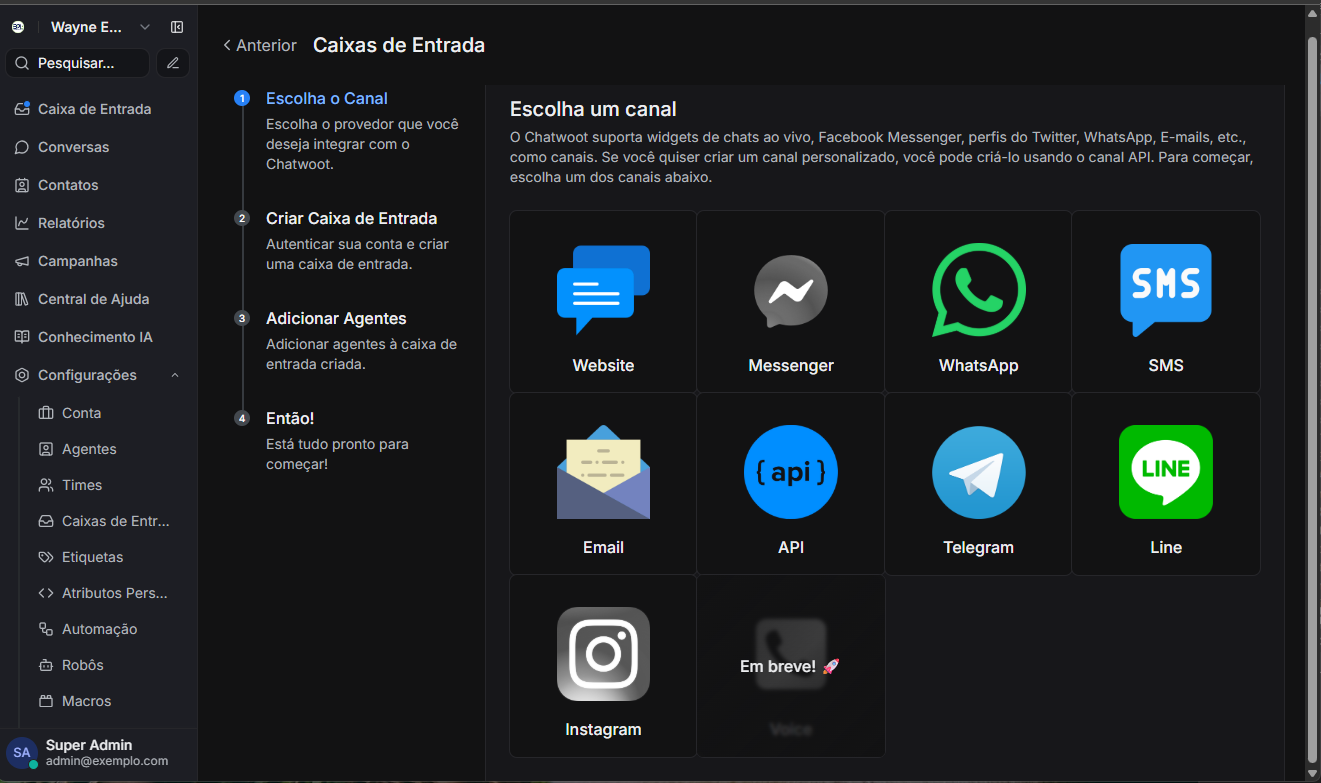 Wayne E...
Pesquisar...
Caixa de Entrada
Conversas
Contatos
Relatórios
Campanhas
Central de Ajuda
Conhecimento IA
Configurações
Conta
Agentes
Times
Caixas de Entr...
Etiquetas
Atributos Pers...
Automação
Robôs
Macros
SA
Super Admin
admin@exemplo.com
Anterior
Caixas de Entrada
1
Escolha o Canal
Escolha o provedor que você
deseja integrar com o
Chatwoot.
2
Criar Caixa de Entrada
Autenticar sua conta e criar
uma caixa de entrada.
3
Adicionar Agentes
Adicionar agentes à caixa de
entrada criada.
4
Então!
Está tudo pronto para
começar!
Escolha um canal
O Chatwoot suporta widgets de chats ao vivo, Facebook Messenger, perfis do Twitter, WhatsApp, E-mails, etc.,
como canais. Se você quiser criar um canal personalizado, você pode criá-lo usando o canal API. Para começar,
escolha um dos canais abaixo.
Website
Messenger
WhatsApp
SMS
SMS
Email
{api}
API
Telegram
LINE
Line
Instagram
Em breve! 🚀
Voice